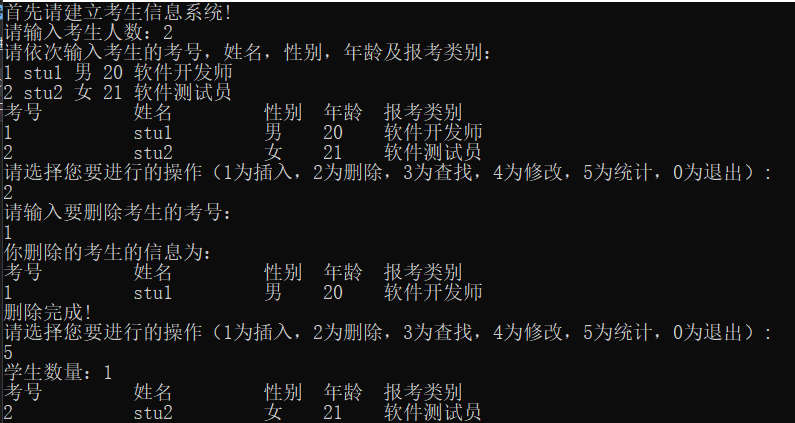 首先请建立考生信息系统!
请输入考生人数：2
请依次输入考生的考号，姓名，性别，年龄及报考类别：
1 stu1 男 20 软件开发师
2 stu2 女 21 软件测试员
考号 姓名 性别 年龄 报考类别
1 stu1 男 20 软件开发师
2 stu2 女 21 软件测试员
请选择您要进行的操作（1为插入，2为删除，3为查找，4为修改，5为统计，0为退出）:
2
请输入要删除考生的考号：
1
你删除的考生的信息为：
考号 姓名 性别 年龄 报考类别
1 stu1 男 20 软件开发师
删除完成!
请选择您要进行的操作（1为插入，2为删除，3为查找，4为修改，5为统计，0为退出）:
5
学生数量：1
考号 姓名 性别 年龄 报考类别
2 stu2 女 21 软件测试员